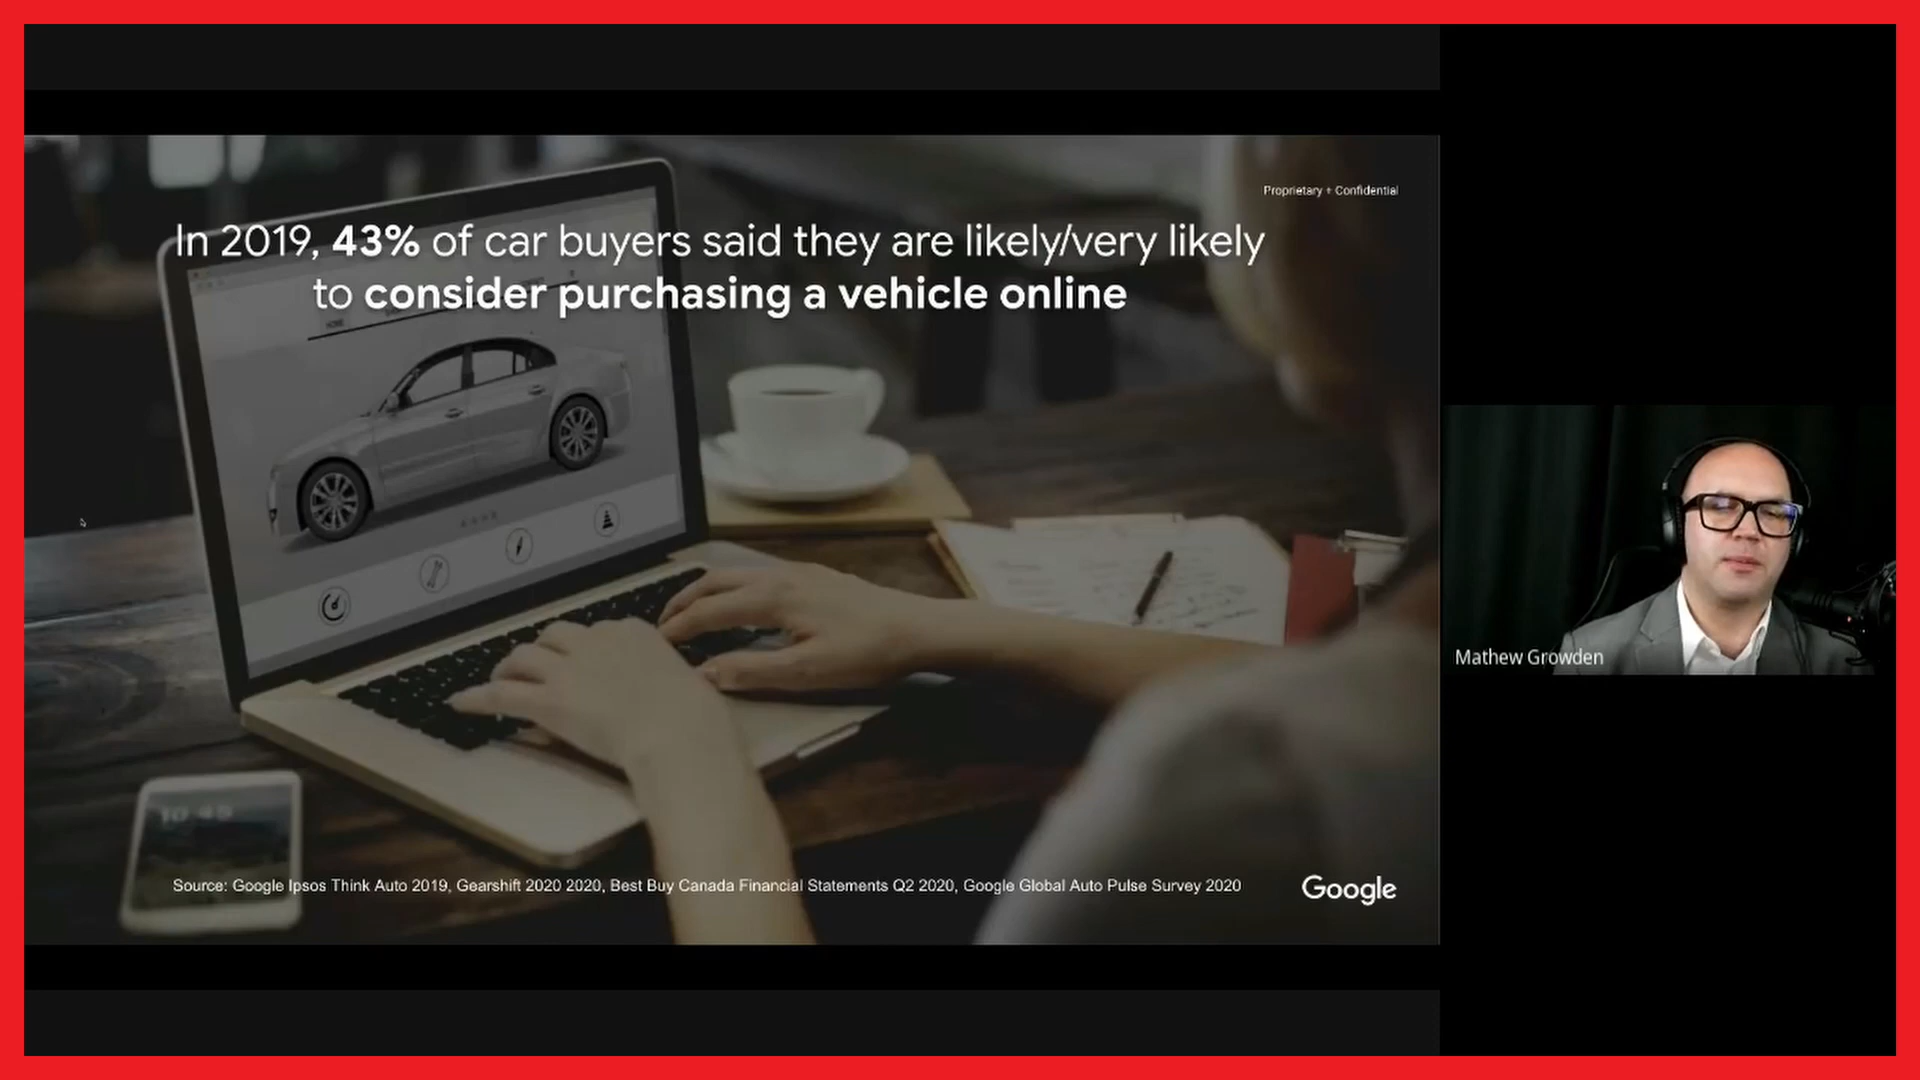 Proprietary + Confidential
In 2019, 43% of car buyers said they are likely/very likely
to consider purchasing a vehicle online
Mathew Growden
Source: Google Ipsos Think Auto 2019, Gearshift 2020 2020, Best Buy Canada Financial Statements Q2 2020, Google Global Auto Pulse Survey 2020
Google